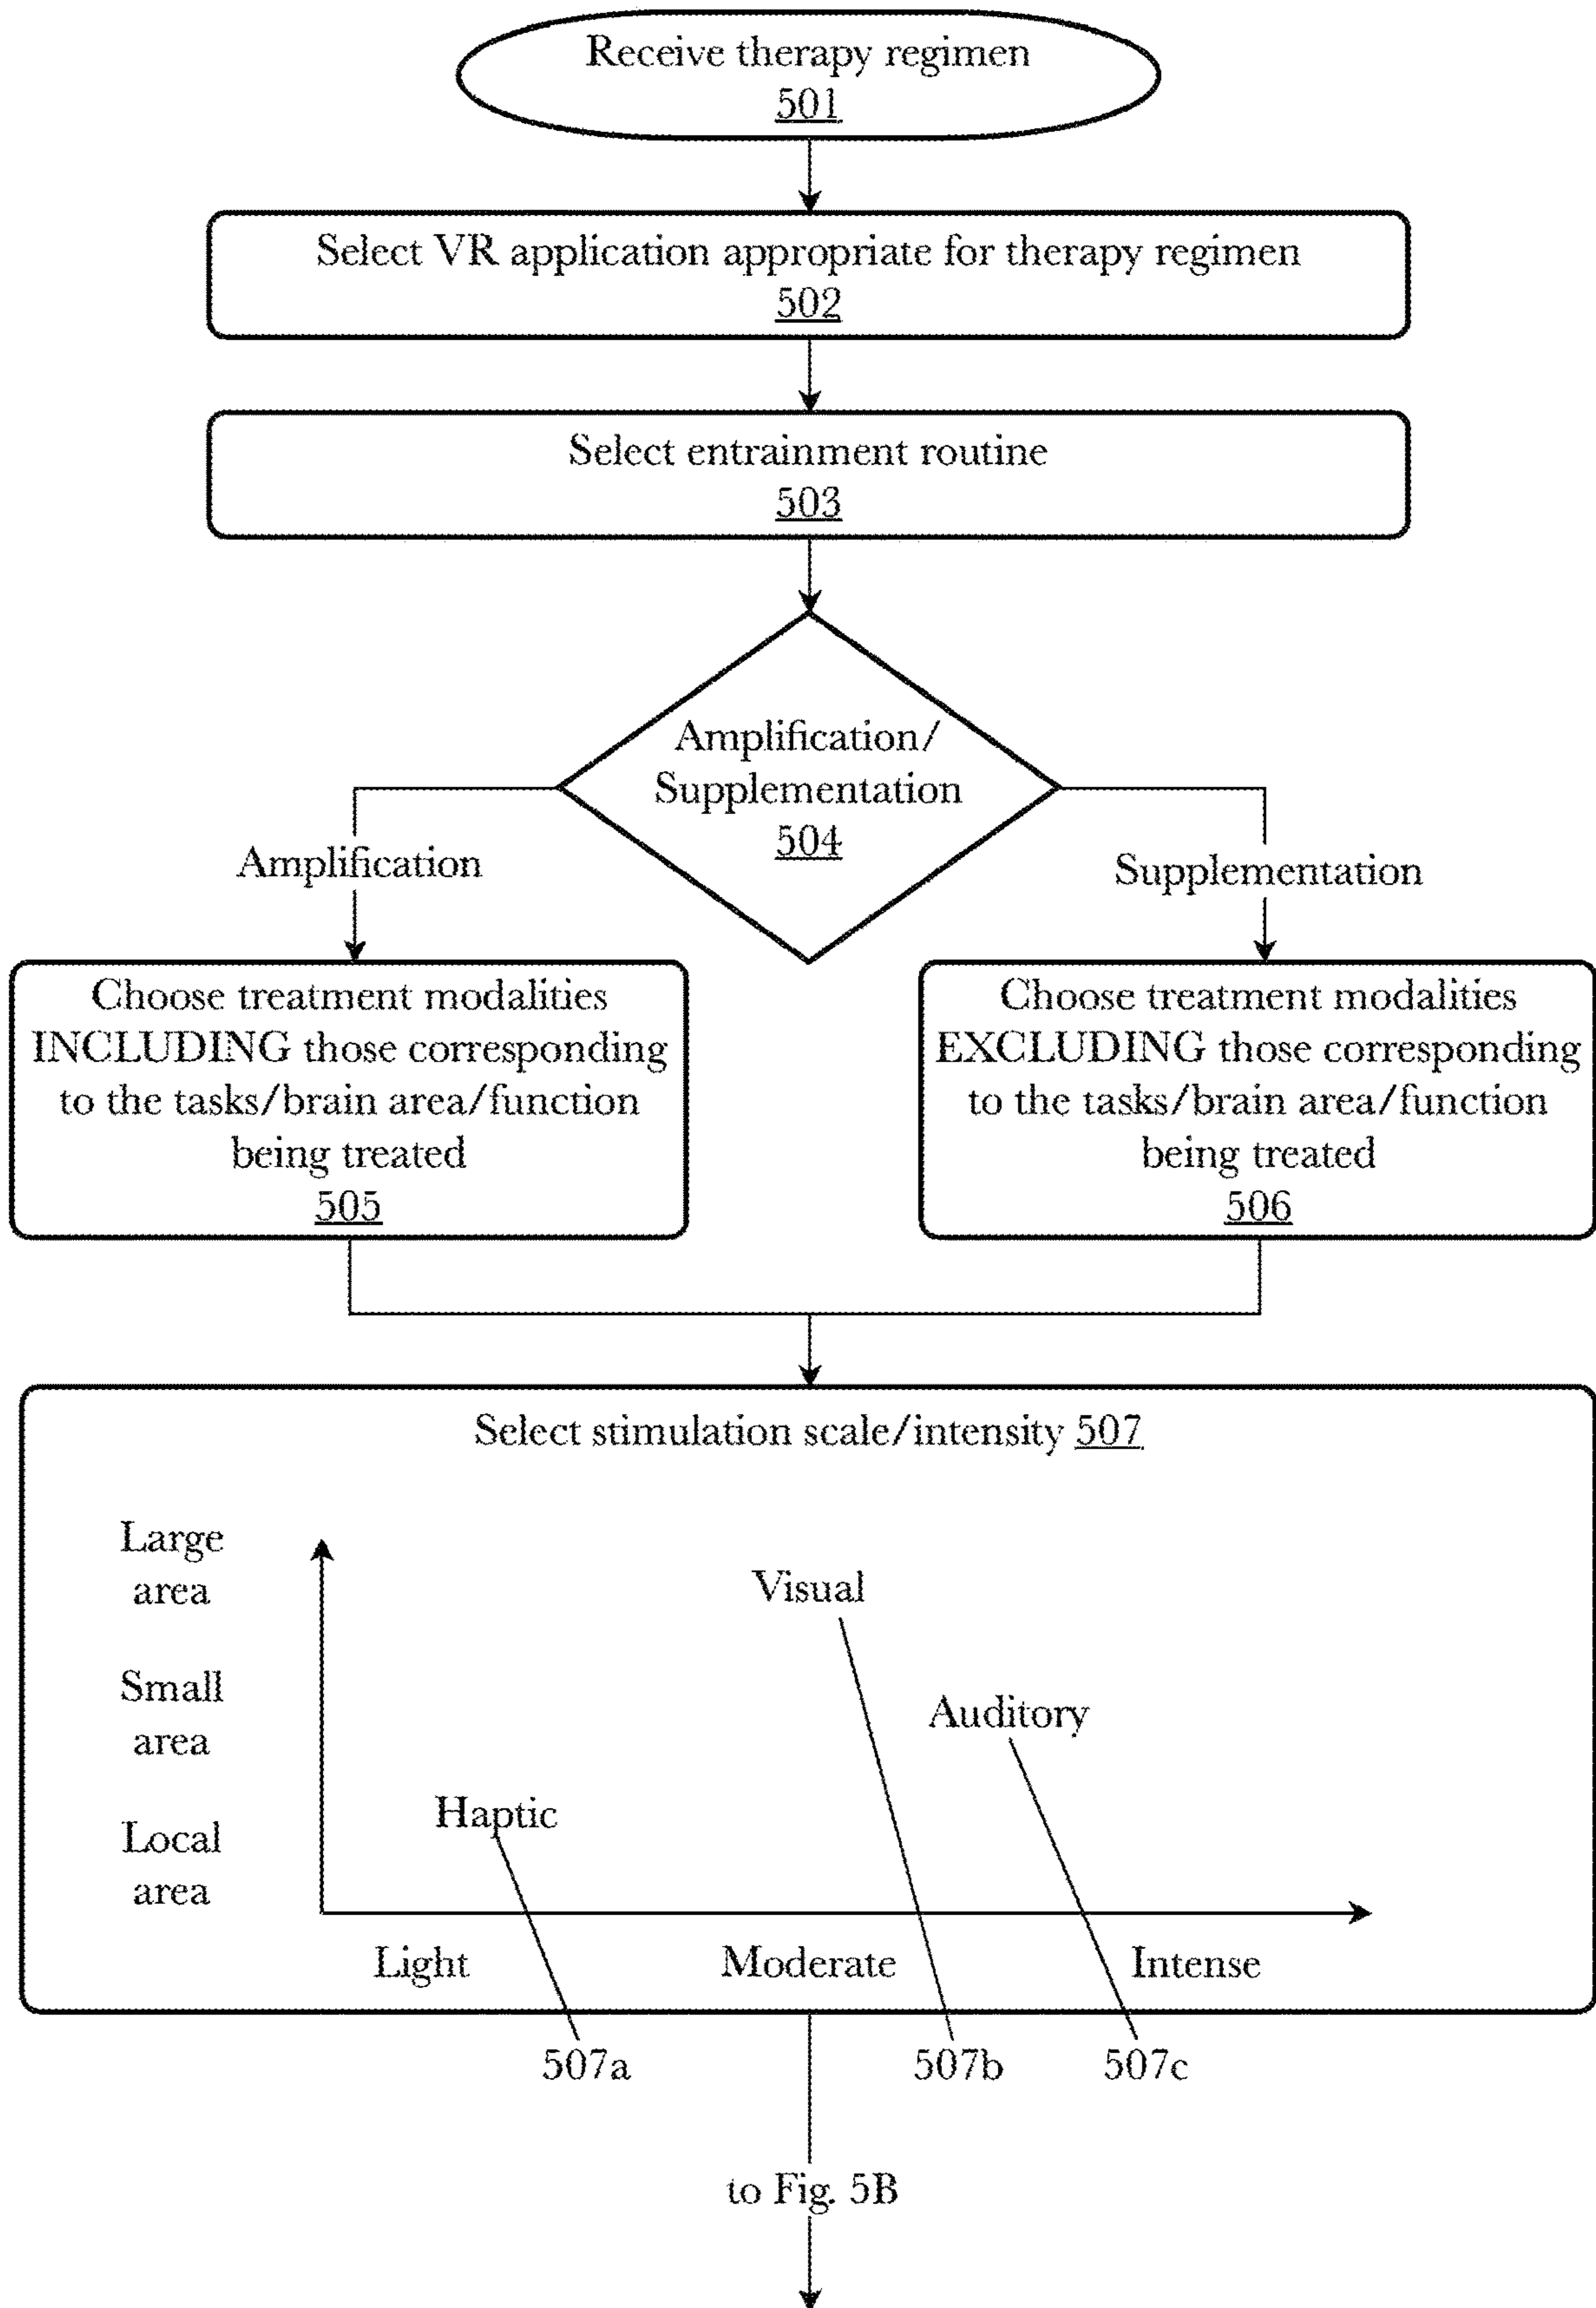 Receive therapy regimen
501
Select VR application appropriate for therapy regimen
502
Select entrainment routine
503
Amplification/
Supplementation
504
Amplification
Supplementation
Choose treatment modalities
INCLUDING those corresponding
to the tasks/brain area/function
being treated
505
Choose treatment modalities
EXCLUDING those corresponding
to the tasks/brain area/function
being treated
506
Select stimulation scale/intensity 507
Large
area
Visual
Small
area
Auditory
Haptic
Local
area
Light
Moderate
Intense
507a
507b
507c
to Fig. 5B